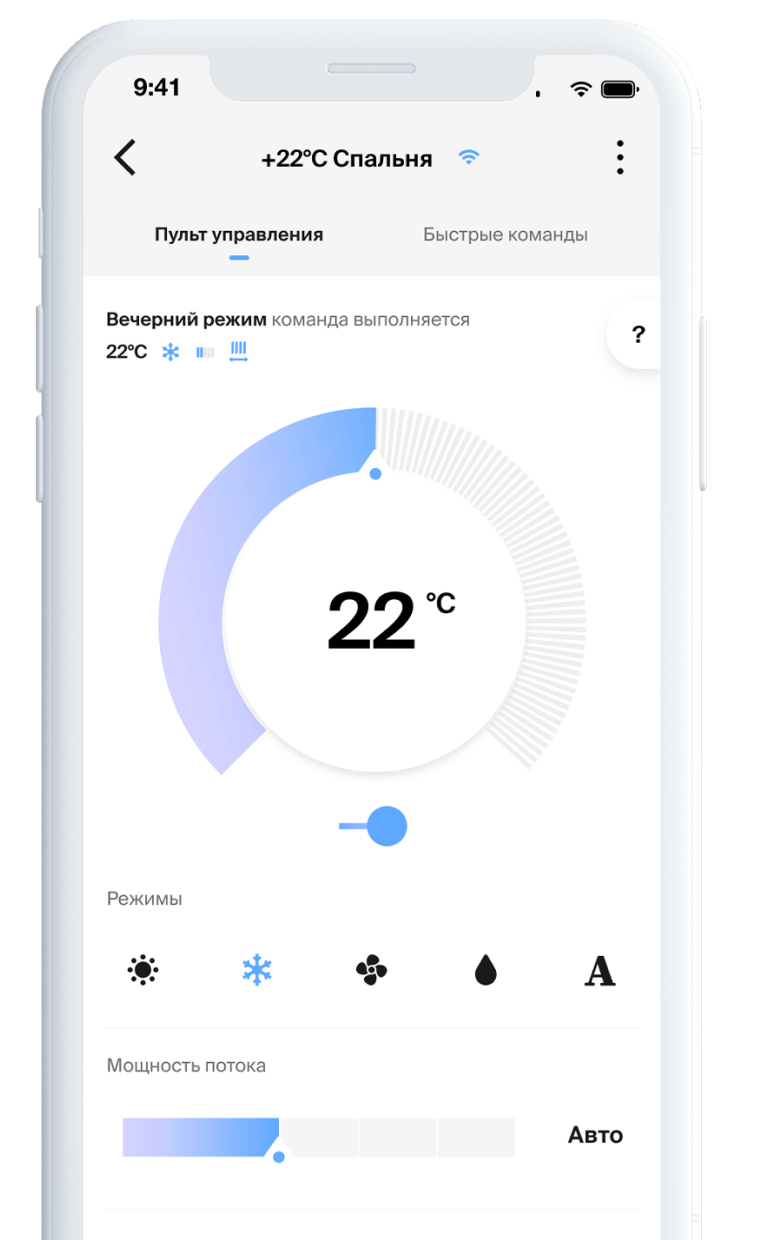 9:41
+22°C Спальня
Пульт управления
Быстрые команды
Вечерний режим команда выполняется
22°C
?
22 °C
Режимы
A
Мощность потока
Авто